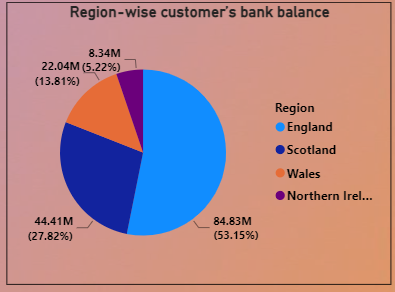 Region-wise customer's bank balance
8.34M
(5.22%)
22.04M
(13.81%)
44.41M
(27.82%)
84.83M
(53.15%)
Region
England
Scotland
Wales
Northern Irel...